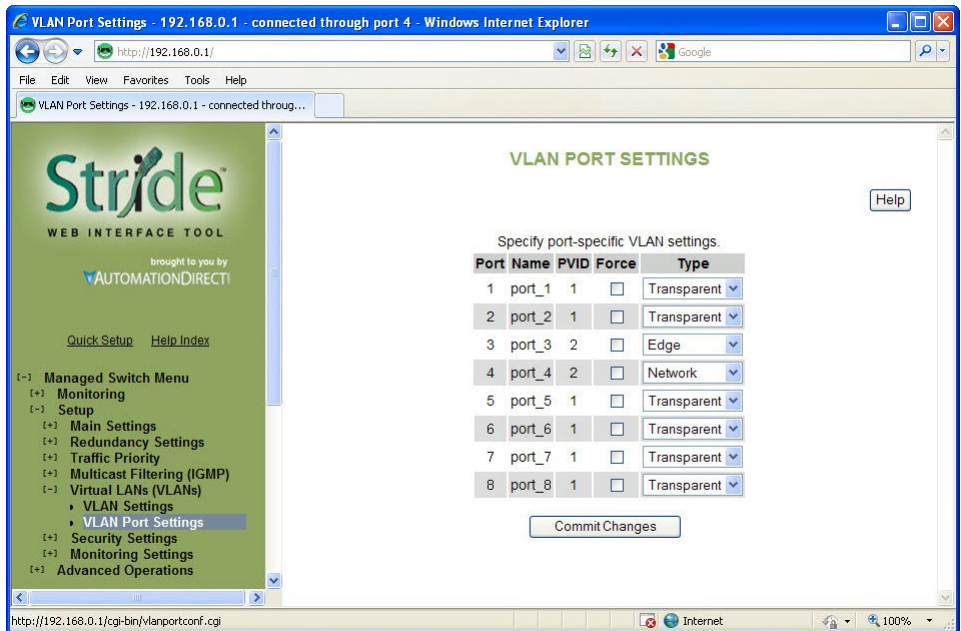 VLAN Port Settings - 192.168.0.1 - connected through port 4 - Windows Internet Explorer
http://192.168.0.1/
Google
File Edit View Favorites Tools Help
VLAN Port Settings - 192.168.0.1 - connected throug...
Stride™
WEB INTERFACE TOOL
brought to you by
AUTOMATIONDIRECT
Quick Setup Help Index
[-] Managed Switch Menu
[+] Monitoring
[-] Setup
[+] Main Settings
[+] Redundancy Settings
[+] Traffic Priority
[+] Multicast Filtering (IGMP)
[-] Virtual LANs (VLANs)
VLAN Settings
VLAN Port Settings
[+] Security Settings
[+] Monitoring Settings
[+] Advanced Operations
VLAN PORT SETTINGS
Help
Specify port-specific VLAN settings.
Port Name PVID Force Type
1 port_1 1 Transparent
2 port_2 1 Transparent
3 port_3 2 Edge
4 port_4 2 Network
5 port_5 1 Transparent
6 port_6 1 Transparent
7 port_7 1 Transparent
8 port_8 1 Transparent
Commit Changes
http://192.168.0.1/cgi-bin/vlanportconf.cgi
Internet
100%